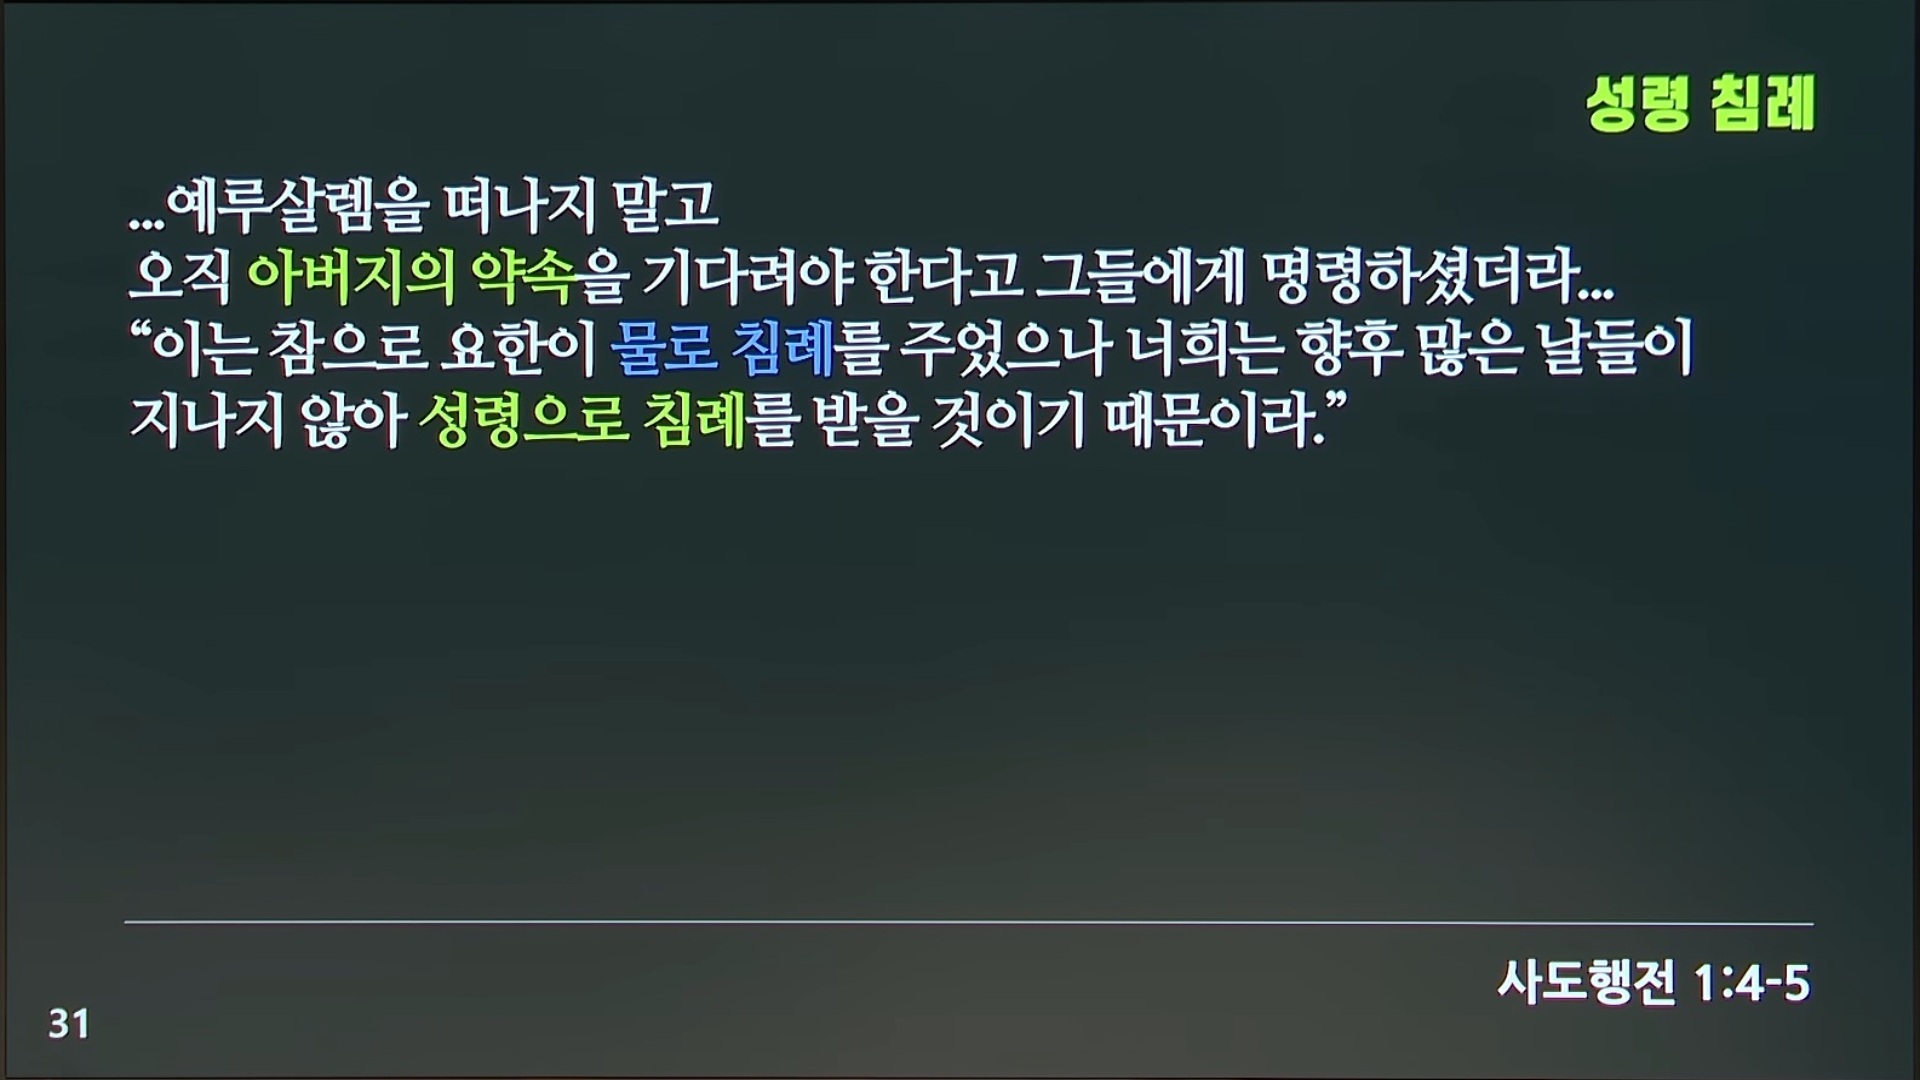 성령 침례
...예루살렘을 떠나지 말고
오직 아버지의 약속을 기다려야 한다고 그들에게 명령하셨더라...
“이는 참으로 요한이 물로 침례를 주었으나 너희는 향후 많은 날들이
지나지 않아 성령으로 침례를 받을 것이기 때문이라.”
사도행전 1:4-5
31